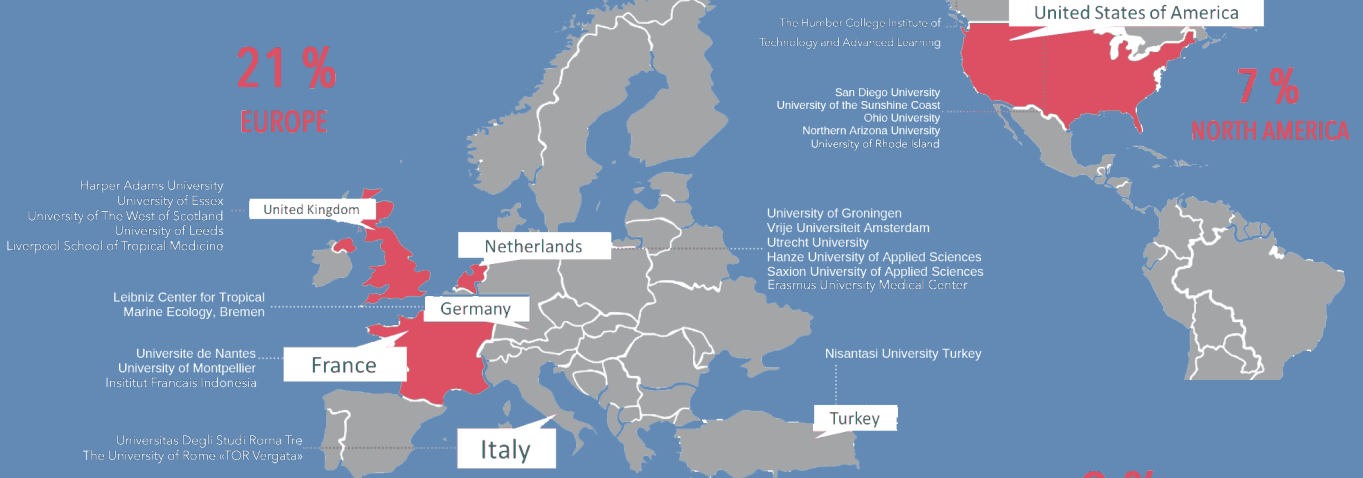 21 %
EUROPE
Harper Adams University
University of Essex
University of The West of Scotland
University of Leeds
Liverpool School of Tropical Medicine
United Kingdom
Netherlands
University of Groningen
Vrije Universiteit Amsterdam
Utrecht University
Hanze University of Applied Sciences
Saxion University of Applied Sciences
Erasmus University Medical Center
Leibniz Center for Tropical
Marine Ecology, Bremen
Germany
Universite de Nantes
University of Montpellier
Insititut Francais Indonesia
France
Universitas Degli Studi Roma Tre
The University of Rome «TOR Vergata»
Italy
Nisantasi University Turkey
Turkey
The Humber College Institute of
Technology and Advanced Learning
United States of America
San Diego University
University of the Sunshine Coast
Ohio University
Northern Arizona University
University of Rhode Island
7 %
NORTH AMERICA